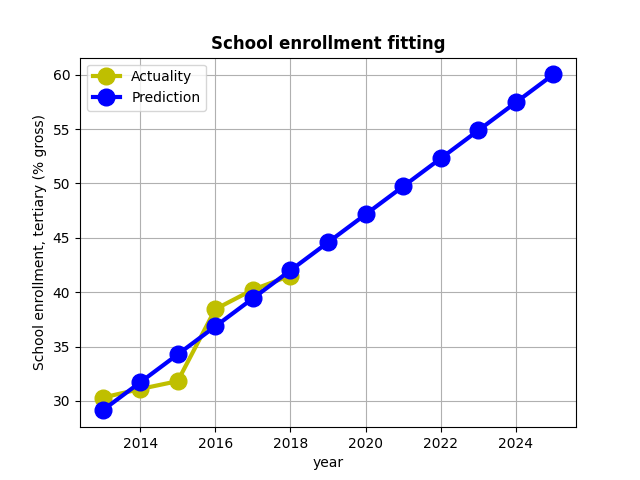 School enrollment fitting
Actuality
Prediction
School enrollment, tertiary (% gross)
60
55
50
45
40
35
30
2014 2016 2018 2020 2022 2024
year